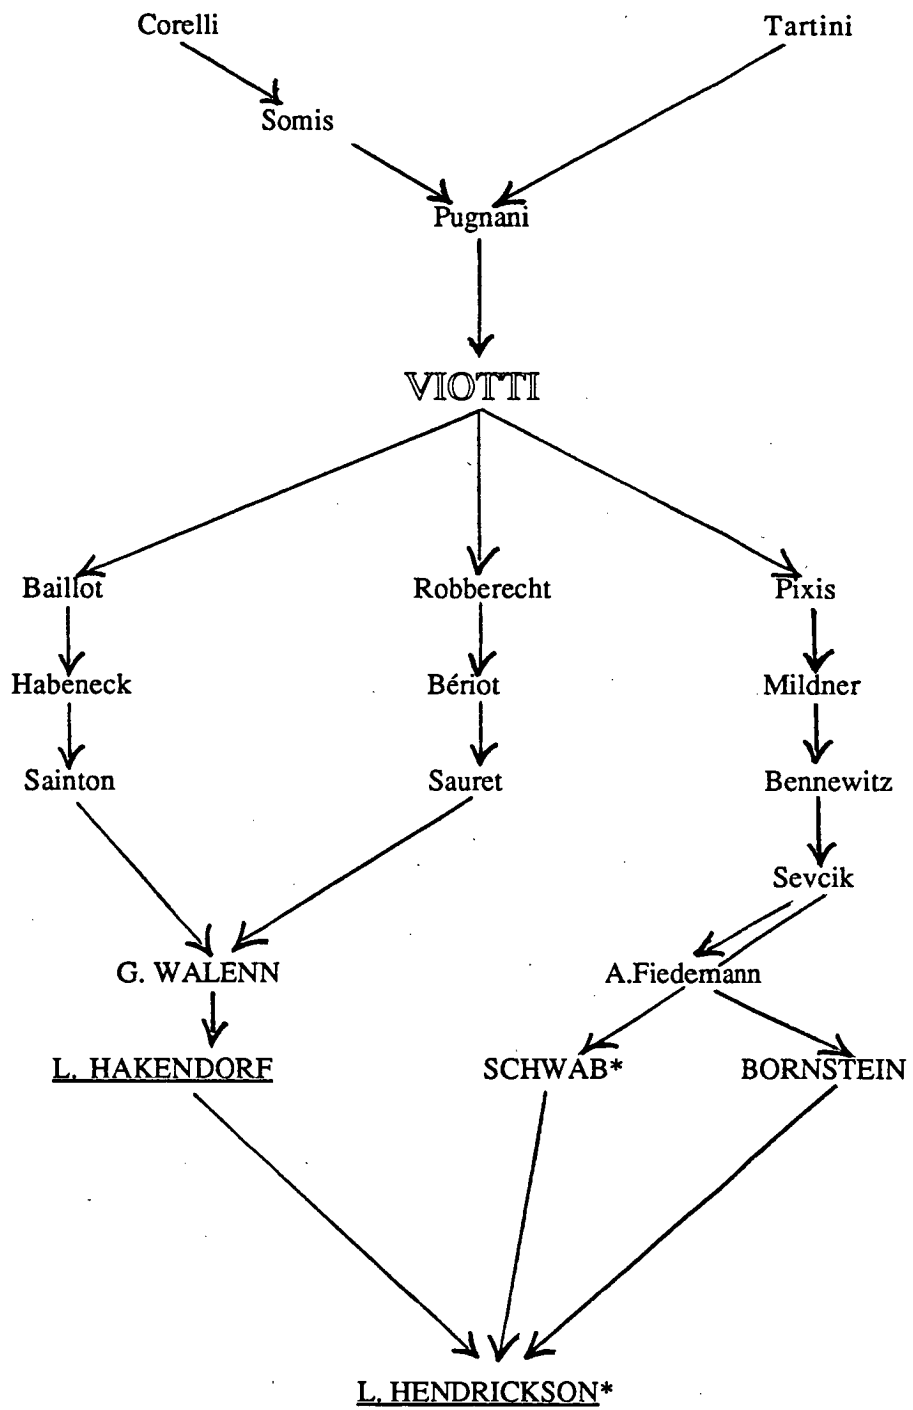 Corelli Tartini
Somis
Pugnani
VIOTTI
Baillot Robberecht Pixis
Habeneck Bériot Mildner
Sainton Sauret Bennewitz
Sevcik
G. WALENN A.Fiedemann
L. HAKENDORF SCHWAB* BORNSTEIN
L. HENDRICKSON*